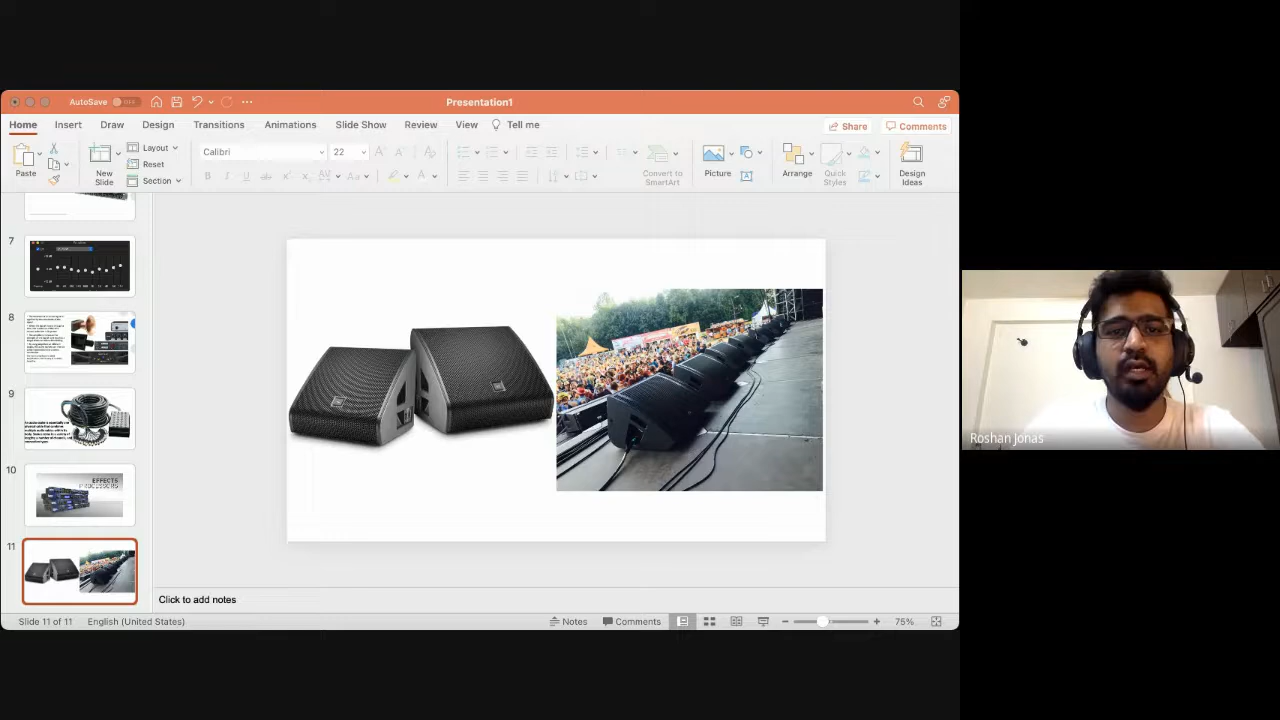 AutoSave OFF Presentation1
Home Insert Draw Design Transitions Animations Slide Show Review View Tell me Share Comments
Paste New Slide Layout Reset Section Calibri 22 Convert to SmartArt Picture Arrange Quick Styles Design Ideas
7
8
9
10
EFFECTS
PROCESSORS
11
Roshan Jonas
Click to add notes
Slide 11 of 11 English (United States) Notes Comments 75%